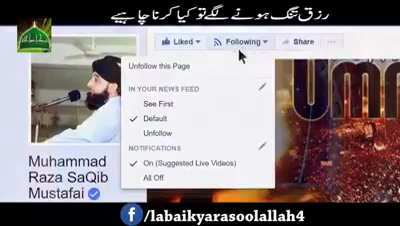 رزق تنگ ہونے لگے تو کیا کرنا چاہیے
Liked
Following
Share
Unfollow this Page
IN YOUR NEWS FEED
See First
Default
Unfollow
NOTIFICATIONS
On (Suggested Live Videos)
All Off
Muhammad
Raza SaQib
Mustafai
Umm
/labaikyarasoolallah4